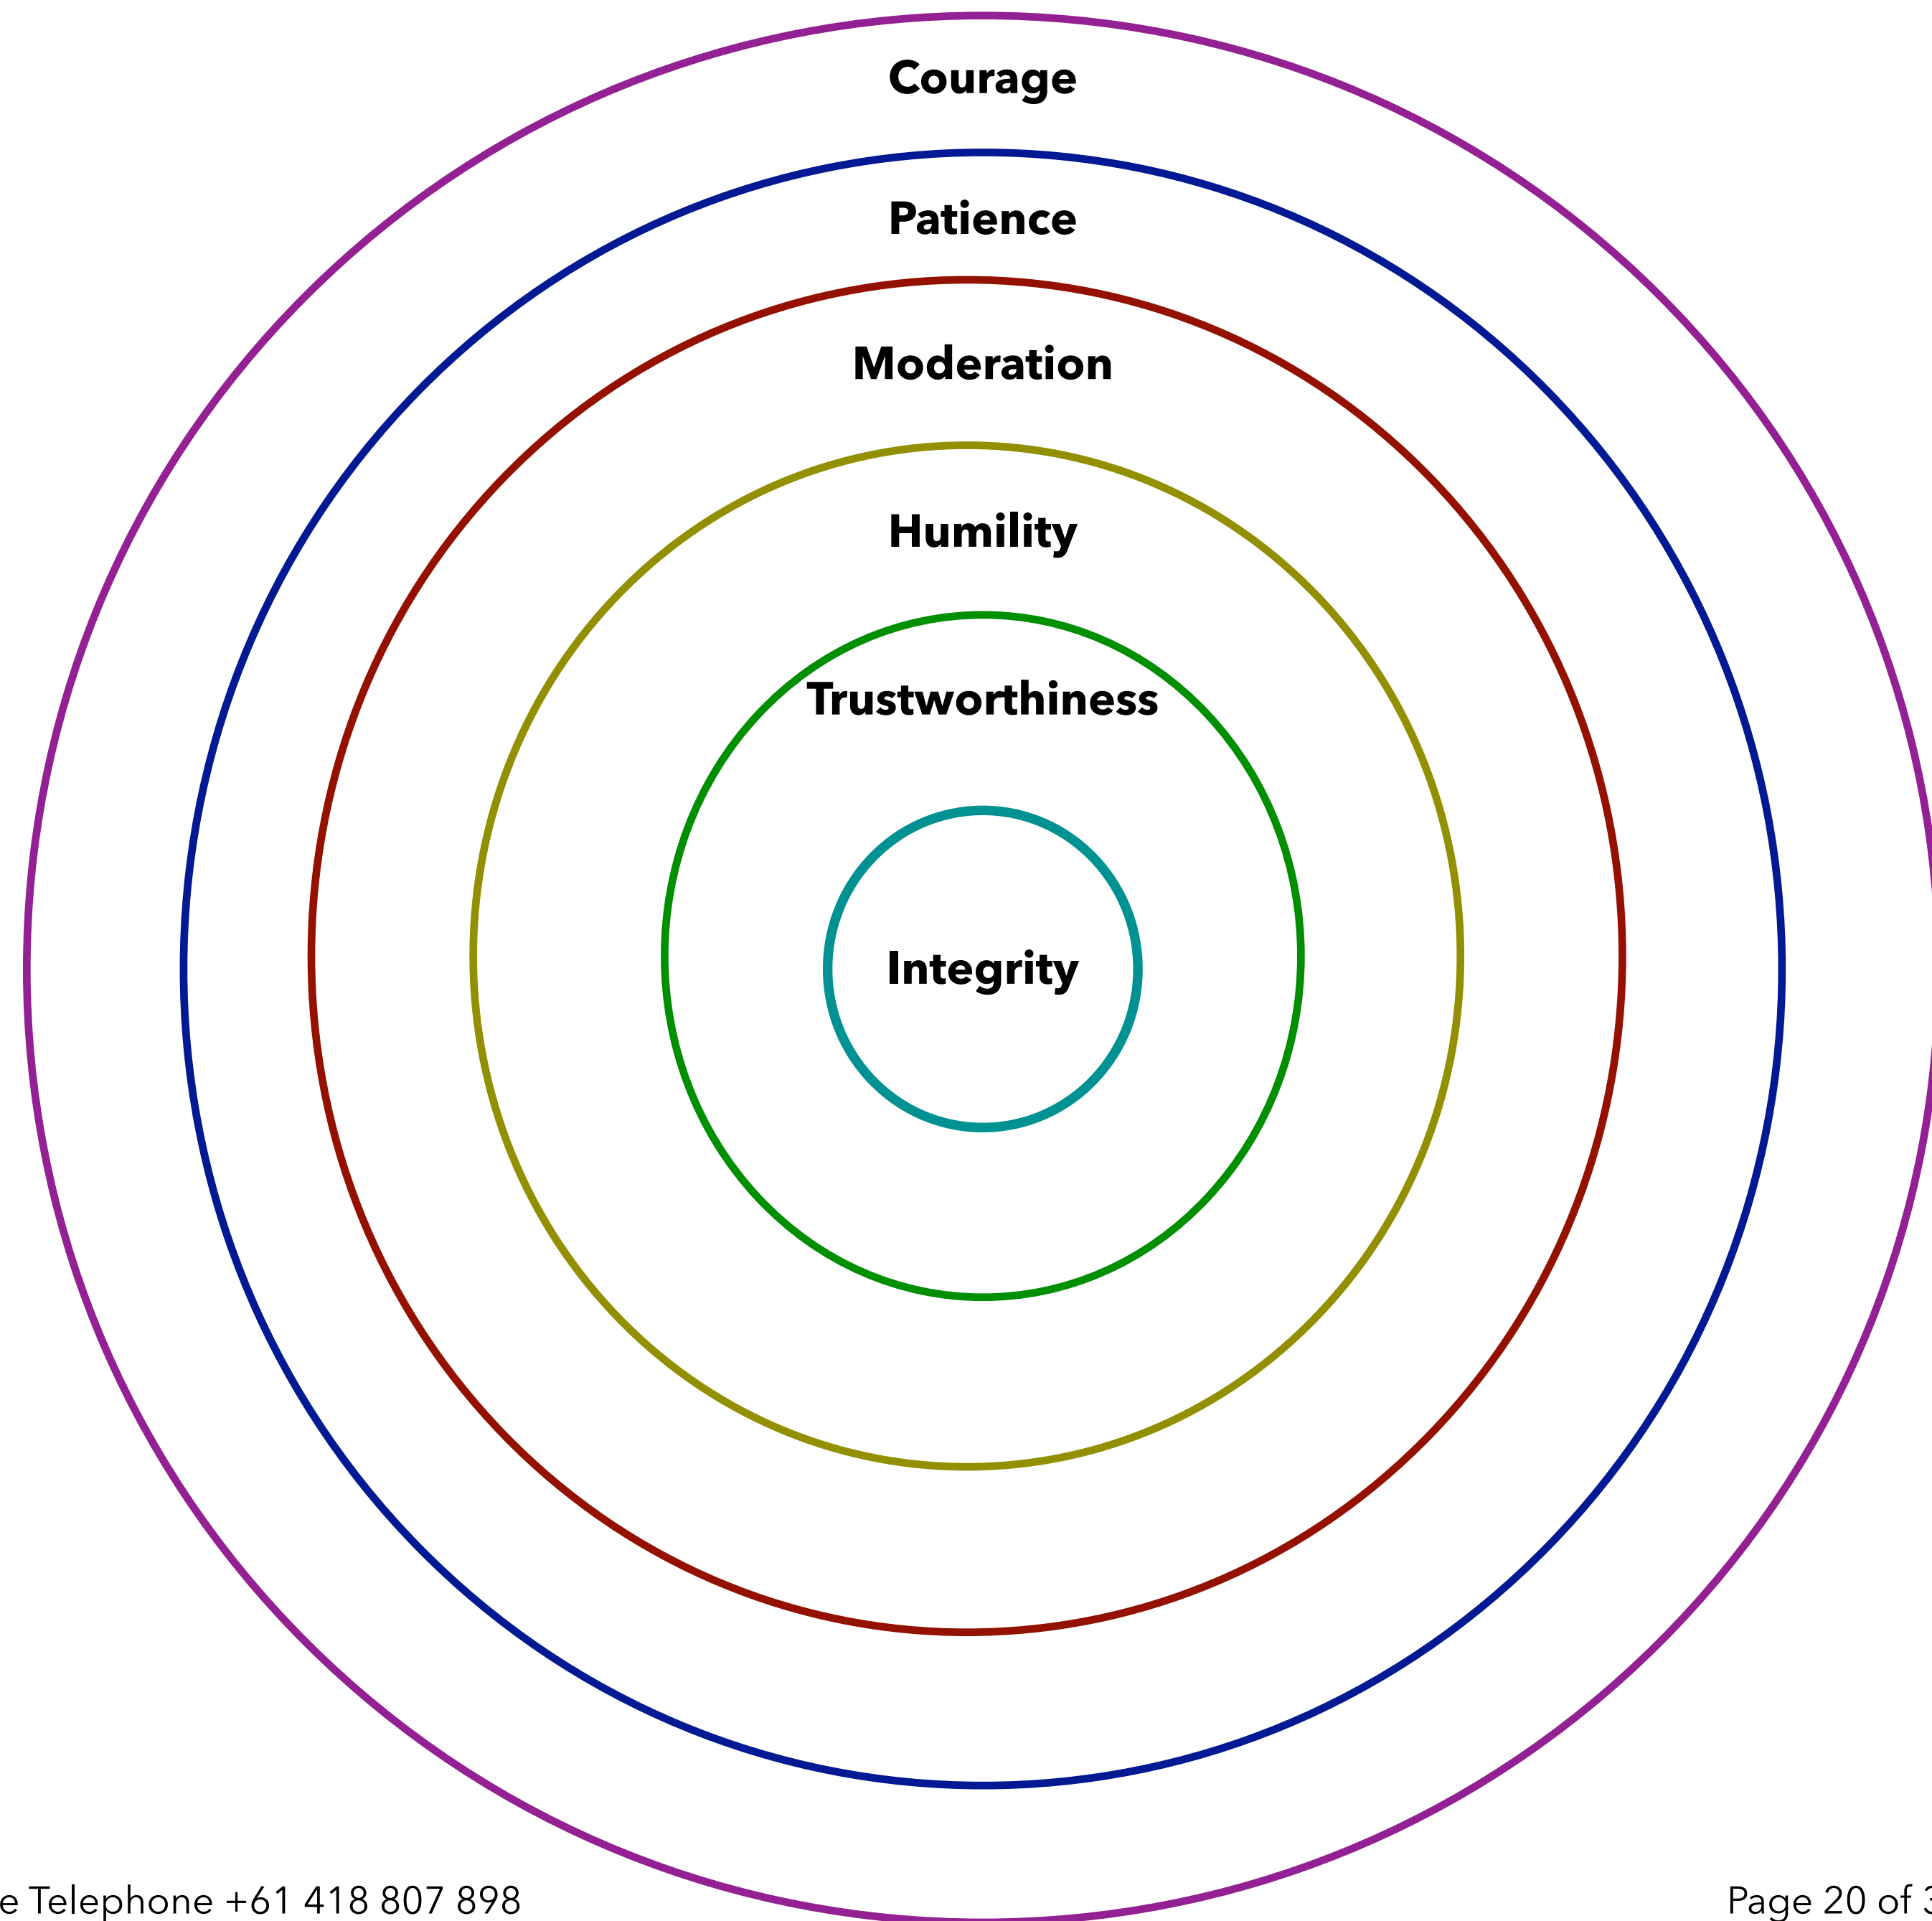 Courage
Patience
Moderation
Humility
Trustworthiness
Integrity
Telephone +61 418 807 898
Page 20 of